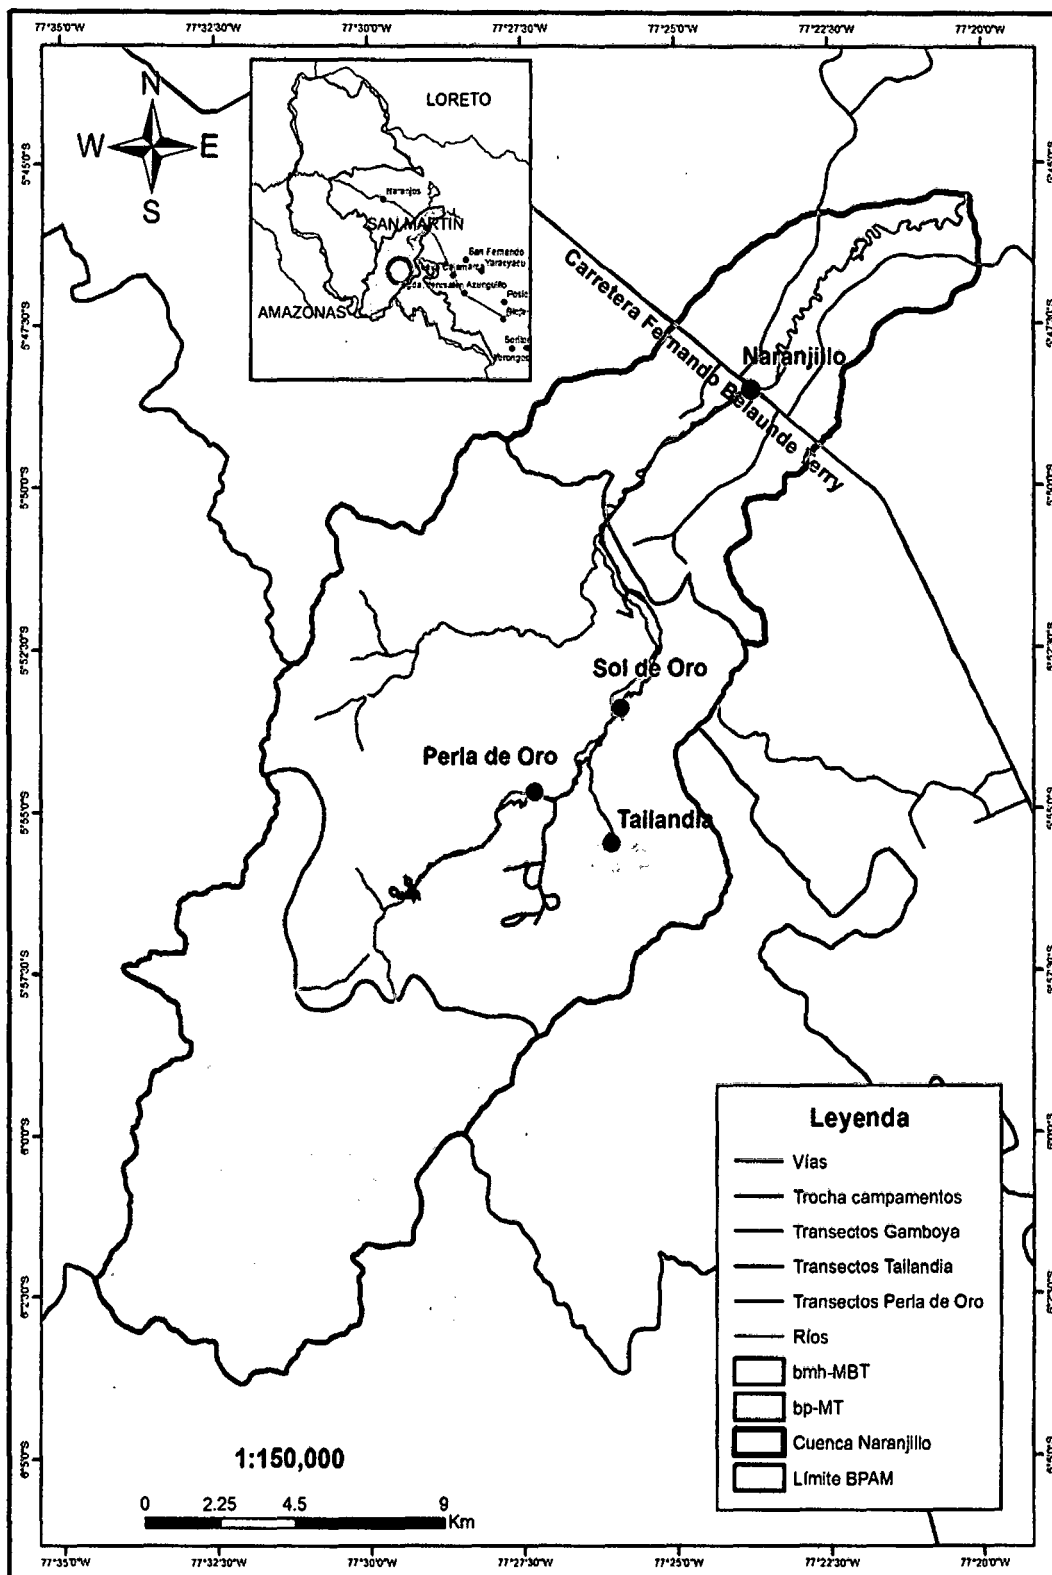 77°35'0"W 77°32'30"W 77°30'0"W 77°27'30"W 77°25'0"W 77°22'30"W 77°20'0"W
N
W E
S
LORETO
Naranjos
SAN MARTIN
San Fernando
Yaracyacu
AMAZONAS
5°45'0"S
5°47'30"S
5°50'0"S
5°52'30"S
5°55'0"S
5°57'30"S
6°0'0"S
6°2'30"S
6°5'0"S
Carretera Fernando Belaunde Terry
Naranjillo
Sol de Oro
Perla de Oro
Tailandia
Leyenda
Vías
Trocha campamentos
Transectos Gamboya
Transectos Tailandia
Transectos Perla de Oro
Ríos
bmh-MBT
bp-MT
Cuenca Naranjillo
Límite BPAM
1:150,000
0 2.25 4.5 9
Km
77°35'0"W 77°32'30"W 77°30'0"W 77°27'30"W 77°25'0"W 77°22'30"W 77°20'0"W